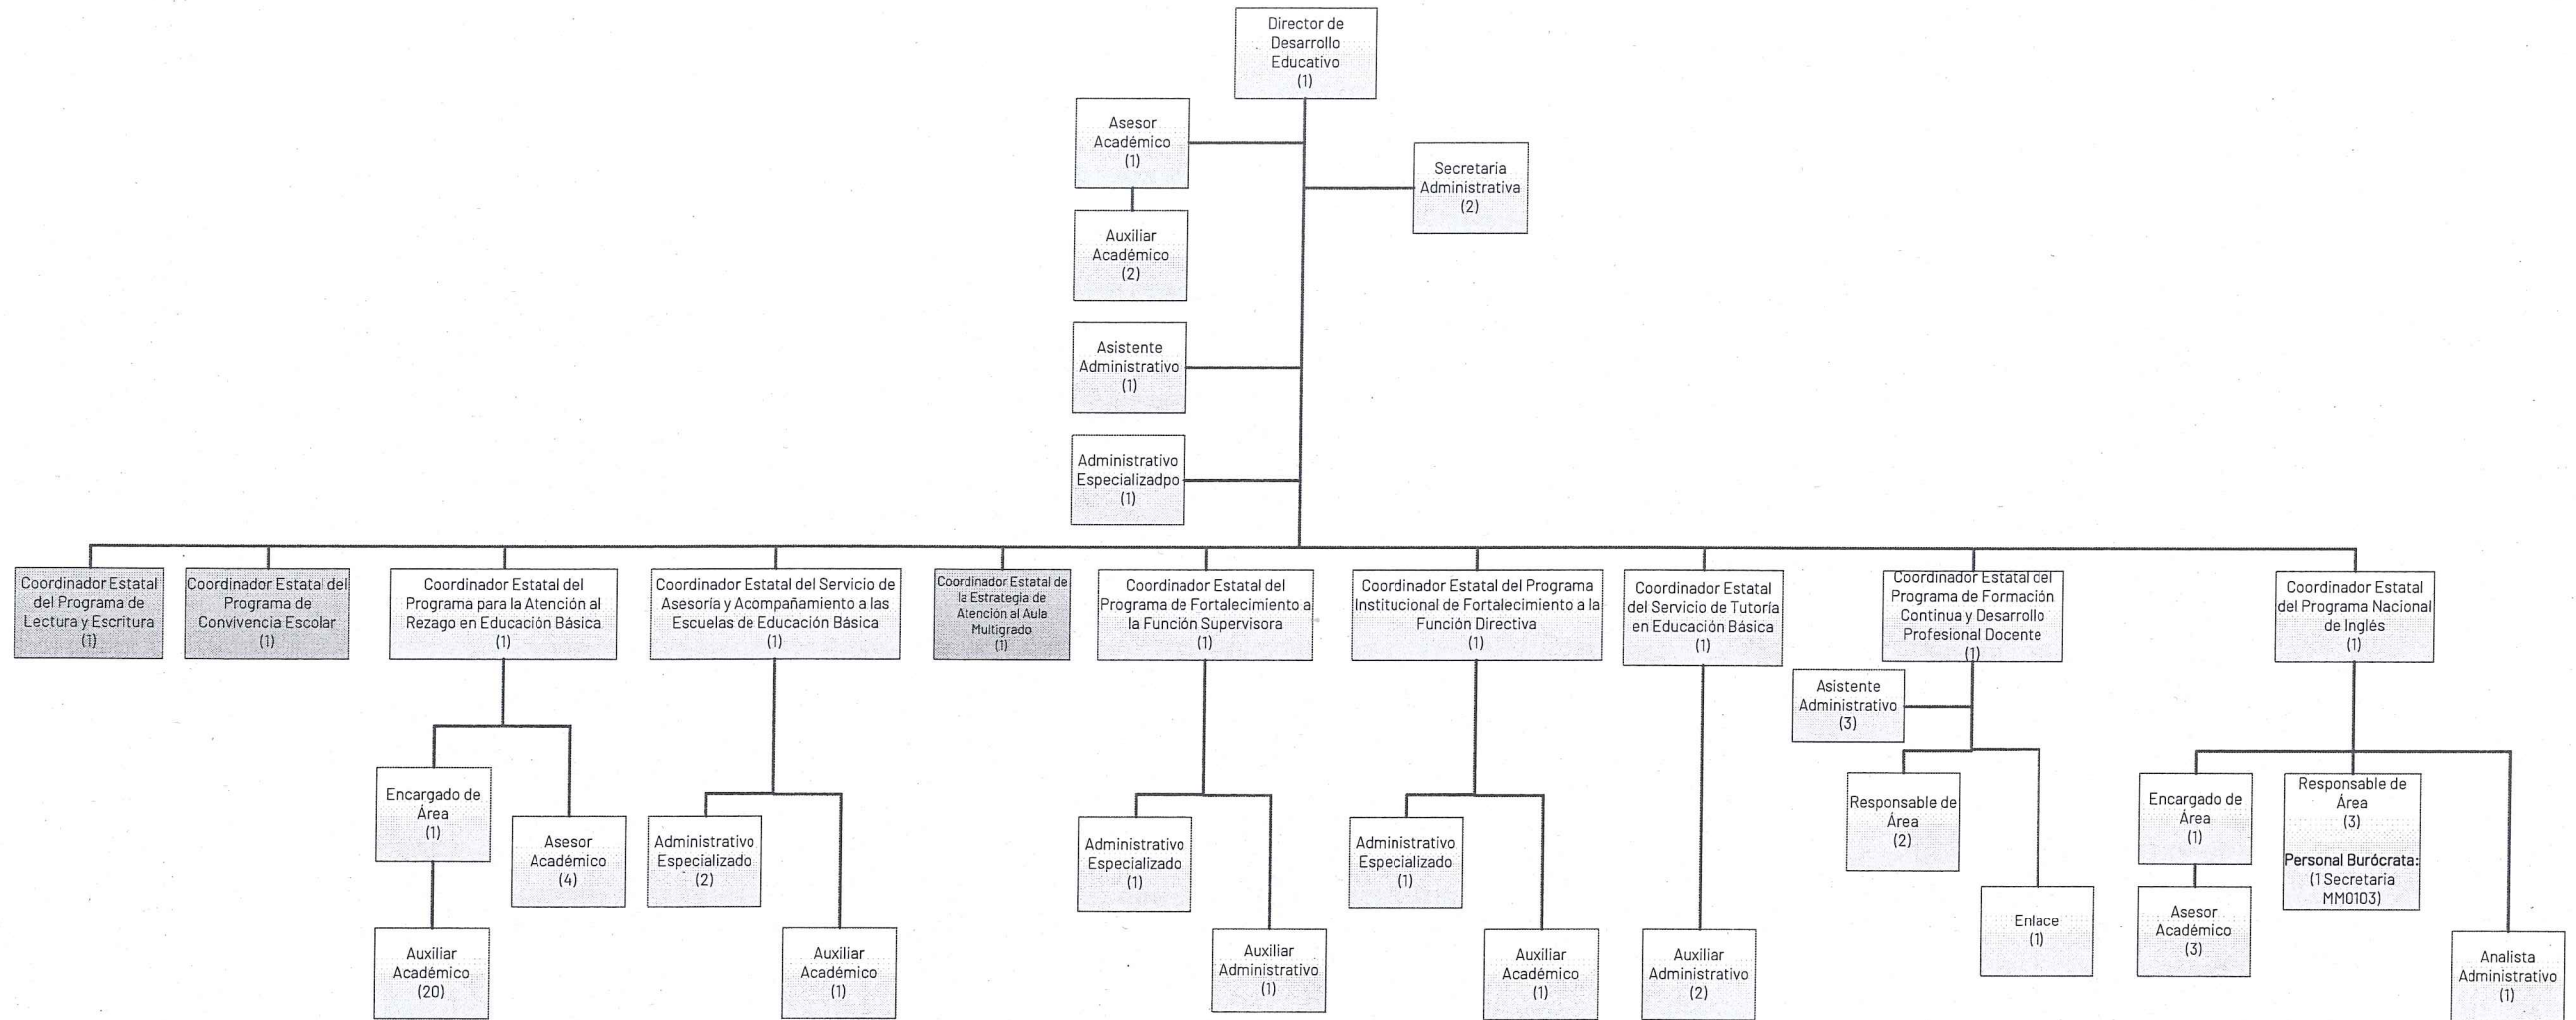 Director de
Desarrollo
Educativo
(1)
Asesor
Académico
(1)
Secretaria
Administrativa
(2)
Auxiliar
Académico
(2)
Asistente
Administrativo
(1)
Administrativo
Especializadpo
(1)
Coordinador Estatal
del Programa de
Lectura y Escritura
(1)
Coordinador Estatal del
Programa de
Convivencia Escolar
(1)
Coordinador Estatal del
Programa para la Atención al
Rezago en Educación Básica
(1)
Coordinador Estatal del Servicio de
Asesoría y Acompañamiento a las
Escuelas de Educación Básica
(1)
Coordinador Estatal de
la Estrategia de
Atención al Aula
Multigrado
(1)
Coordinador Estatal del
Programa de Fortalecimiento a
la Función Supervisora
(1)
Coordinador Estatal del Programa
Institucional de Fortalecimiento a la
Función Directiva
(1)
Coordinador Estatal
del Servicio de Tutoría
en Educación Básica
(1)
Coordinador Estatal del
Programa de Formación
Continua y Desarrollo
Profesional Docente
(1)
Coordinador Estatal
del Programa Nacional
de Inglés
(1)
Asistente
Administrativo
(3)
Encargado de
Área
(1)
Asesor
Académico
(4)
Auxiliar
Académico
(20)
Administrativo
Especializado
(2)
Auxiliar
Académico
(1)
Administrativo
Especializado
(1)
Auxiliar
Administrativo
(1)
Administrativo
Especializado
(1)
Auxiliar
Académico
(1)
Auxiliar
Administrativo
(2)
Responsable de
Área
(2)
Enlace
(1)
Encargado de
Área
(1)
Asesor
Académico
(3)
Responsable de
Área
(3)
Personal Burócrata:
(1 Secretaria
MM0103)
Analista
Administrativo
(1)